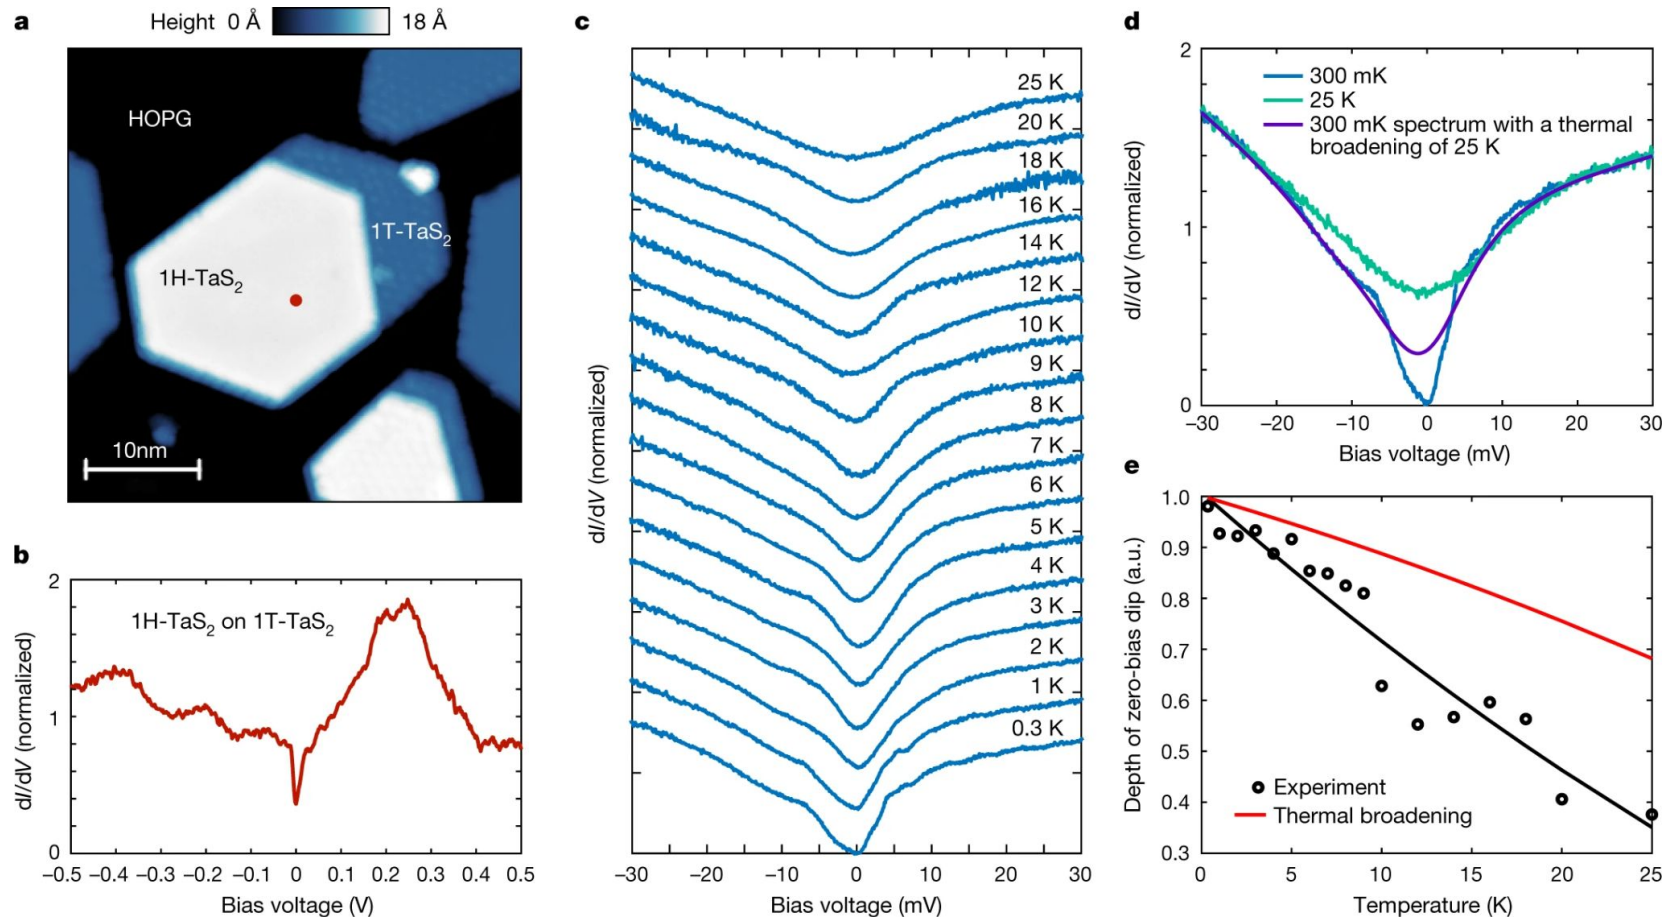 a
Height 0 Å 18 Å
HOPG
1T-TaS₂
1H-TaS₂
10nm
b
2
1
0
1H-TaS₂ on 1T-TaS₂
dI/dV (normalized)
−0.5 −0.4 −0.3 −0.2 −0.1 0 0.1 0.2 0.3 0.4 0.5
Bias voltage (V)
c
25 K
20 K
18 K
16 K
14 K
12 K
10 K
9 K
8 K
7 K
6 K
5 K
4 K
3 K
2 K
1 K
0.3 K
dI/dV (normalized)
−30 −20 −10 0 10 20 30
Bias voltage (mV)
d
2
1
0
300 mK
25 K
300 mK spectrum with a thermal
broadening of 25 K
dI/dV (normalized)
−30 −20 −10 0 10 20 30
Bias voltage (mV)
e
1.0
0.9
0.8
0.7
0.6
0.5
0.4
0.3
Depth of zero-bias dip (a.u.)
Experiment
Thermal broadening
0 5 10 15 20 25
Temperature (K)